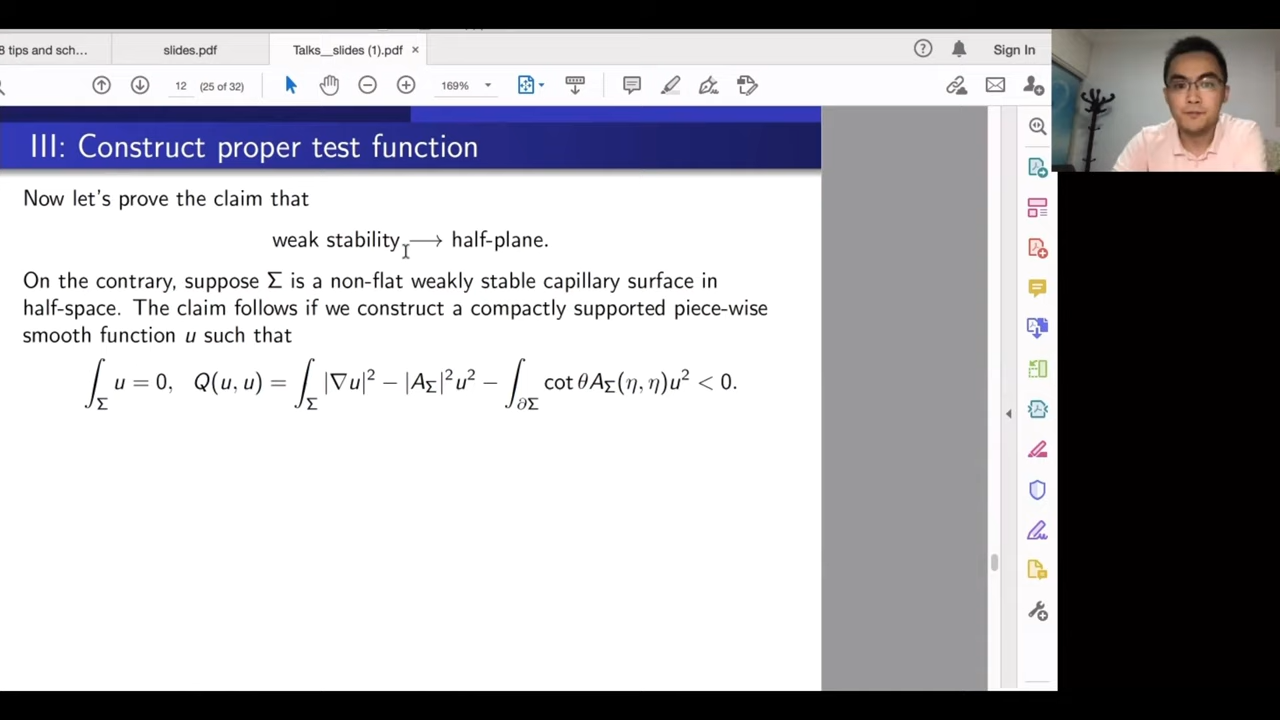 8 tips and sch...
slides.pdf
Talks__slides (1).pdf ×
Sign In
12 (25 of 32)
169%
III: Construct proper test function
Now let's prove the claim that
weak stability ⟶ half-plane.
On the contrary, suppose Σ is a non-flat weakly stable capillary surface in
half-space. The claim follows if we construct a compactly supported piece-wise
smooth function u such that
∫_Σ u = 0, Q(u, u) = ∫_Σ |∇u|² − |A_Σ|²u² − ∫_∂Σ cot θA_Σ(η, η)u² < 0.